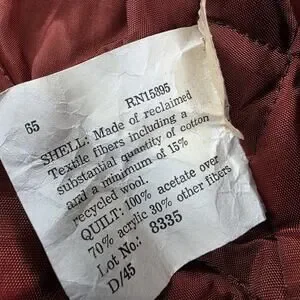 RN15395
65
SHELL: Made of reclaimed
Textile fibers including a
substantial quantity of cotton
and a minimum of 15%
recycled wool.
QUILT: 100% acetate over
70% acrylic 30% other fibers
Lot No.: 8335
D/45